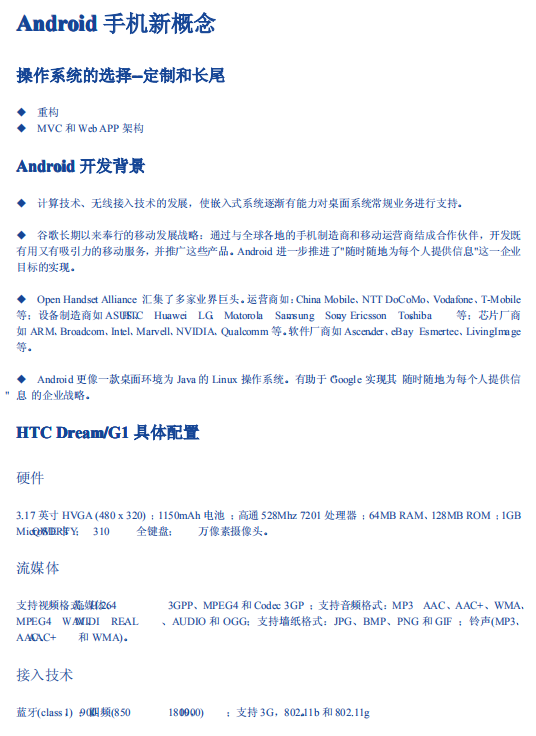 Android 手机新概念
操作系统的选择--定制和长尾
◆ 重构
◆ MVC 和 Web APP 架构
Android 开发背景
◆ 计算技术、无线接入技术的发展，使嵌入式系统逐渐有能力对桌面系统常规业务进行支持。
◆ 谷歌长期以来奉行的移动发展战略：通过与全球各地的手机制造商和移动运营商结成合作伙伴，开发既
有用又有吸引力的移动服务，并推广这些产品。Android 进一步推进了"随时随地为每个人提供信息"这一企业
目标的实现。
◆ Open Handset Alliance 汇集了多家业界巨头。运营商如：China Mobile、NTT DoCoMo、Vodafone、T-Mobile
等；设备制造商如 Huawei LG Motorola Samsung Sony Ericsson Toshiba 等；芯片厂商
如 ARM、Broadcom、Intel、Marvell、NVIDIA、Qualcomm 等。软件厂商如 Ascender、eBay Esmertec、LivingImage
等。
◆ Android 更像一款桌面环境为 Java 的 Linux 操作系统。有助于 Google 实现其 随时随地为每个人提供信
" 息 的企业战略。
HTC Dream/G1 具体配置
硬件
3.17 英寸 HVGA (480 x 320) ；1150mAh 电池 ；高通 528Mhz 7201 处理器 ；64MB RAM、128MB ROM ；1GB
； 310 全键盘； 万像素摄像头。
流媒体
支持视频格式 3GPP、MPEG4 和 Codec 3GP ；支持音频格式：MP3 AAC、AAC+、WMA、
MPEG4 REAL 、AUDIO 和 OGG；支持墙纸格式：JPG、BMP、PNG 和 GIF ；铃声(MP3、
AAC+ 和 WMA)。
接入技术
蓝牙(class1) (850 ；支持 3G，802.11b 和 802.11g